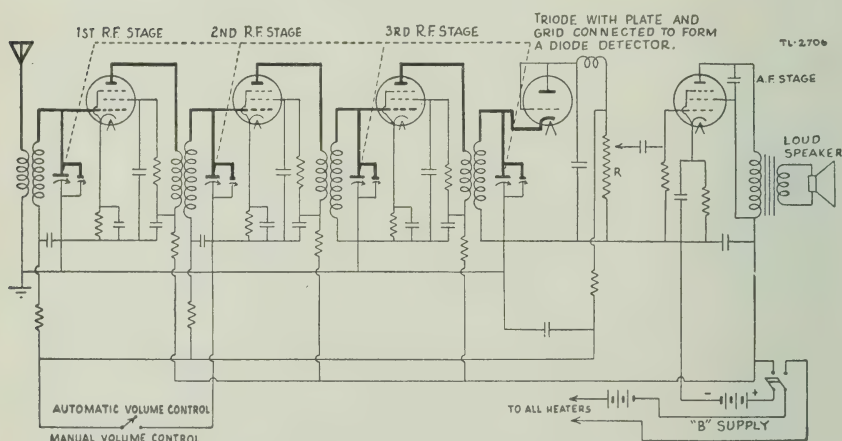 TRIODE WITH PLATE AND
GRID CONNECTED TO FORM
A DIODE DETECTOR.
TL-2706
1ST R.F. STAGE
2ND R.F. STAGE
3RD R.F. STAGE
A.F. STAGE
LOUD
SPEAKER
R
AUTOMATIC VOLUME CONTROL
MANUAL VOLUME CONTROL
TO ALL HEATERS
- +
"B" SUPPLY